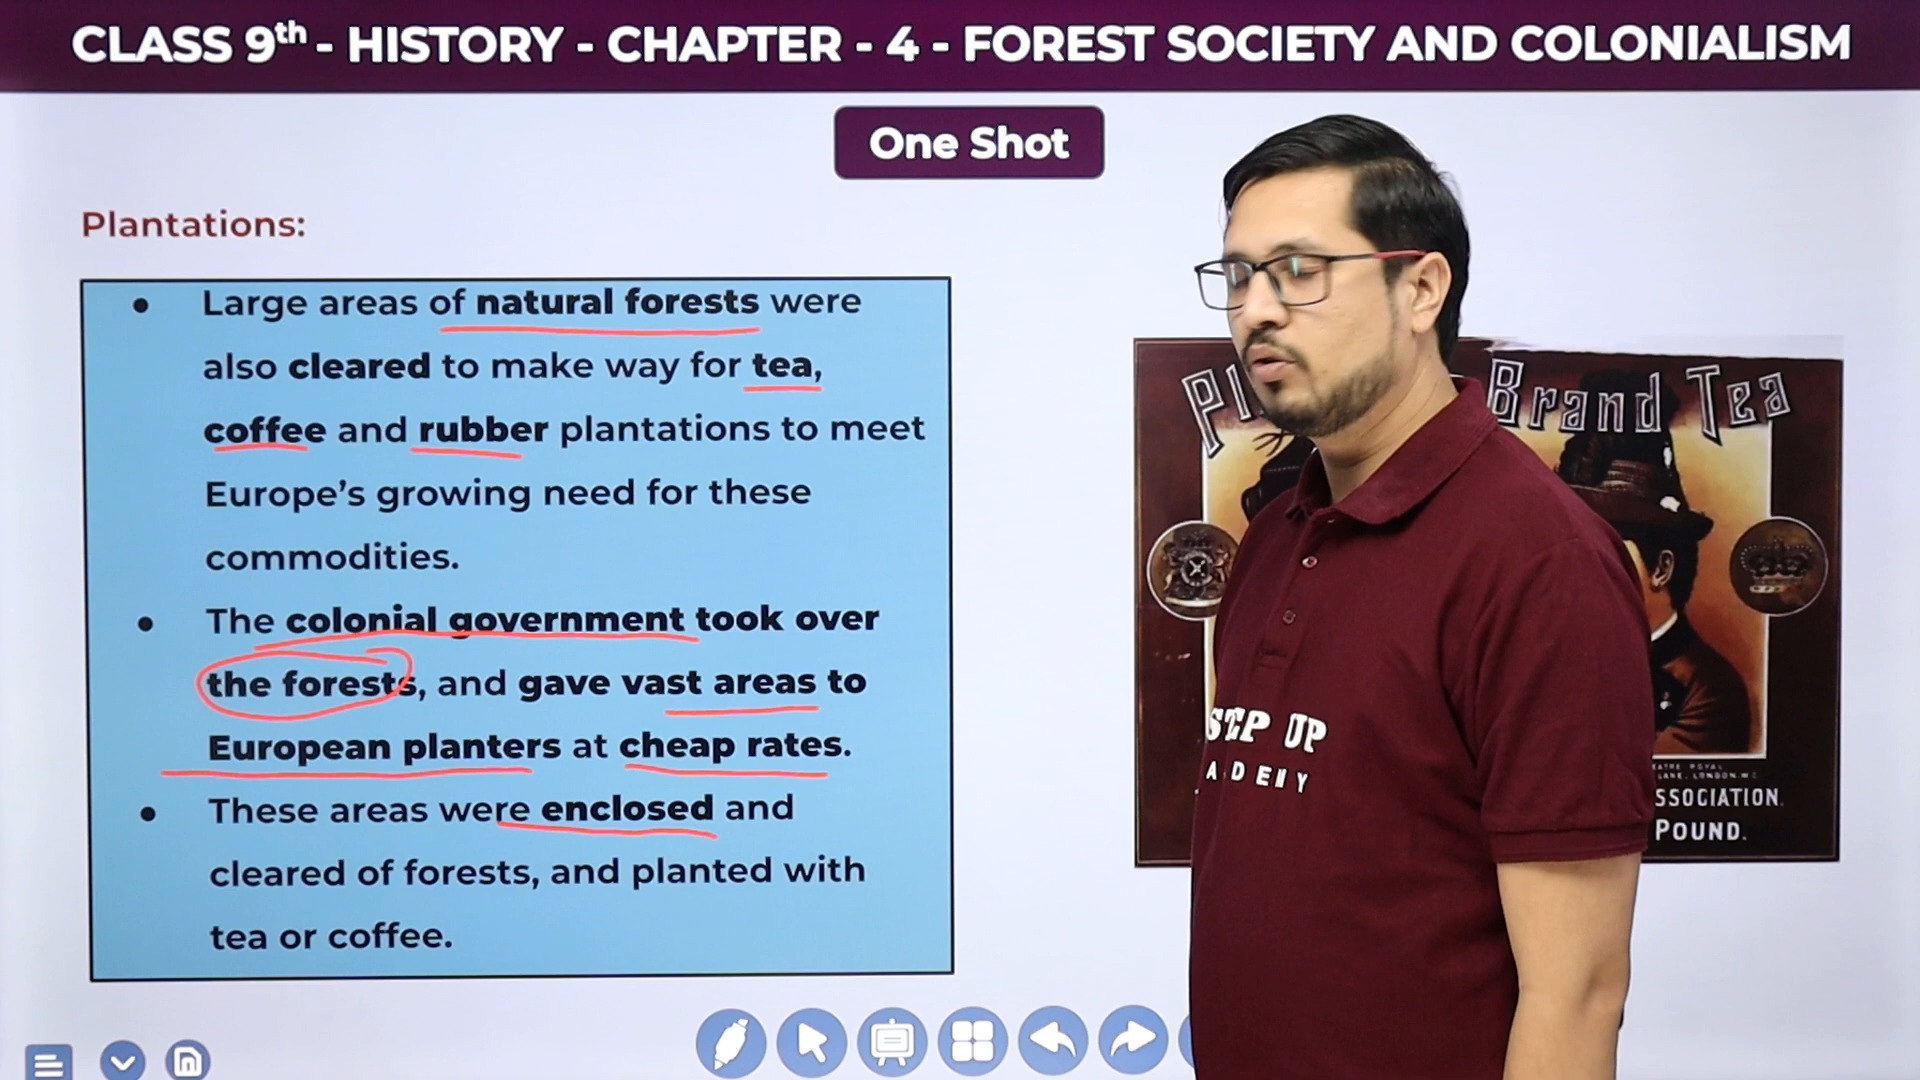 CLASS 9th - HISTORY - CHAPTER - 4 - FOREST SOCIETY AND COLONIALISM
One Shot
Plantations:
• Large areas of natural forests were
also cleared to make way for tea,
coffee and rubber plantations to meet
Europe's growing need for these
commodities.
• The colonial government took over
the forests, and gave vast areas to
European planters at cheap rates.
• These areas were enclosed and
cleared of forests, and planted with
tea or coffee.
Brand Tea
SSOCIATION.
POUND.
STEP UP
ADEMY